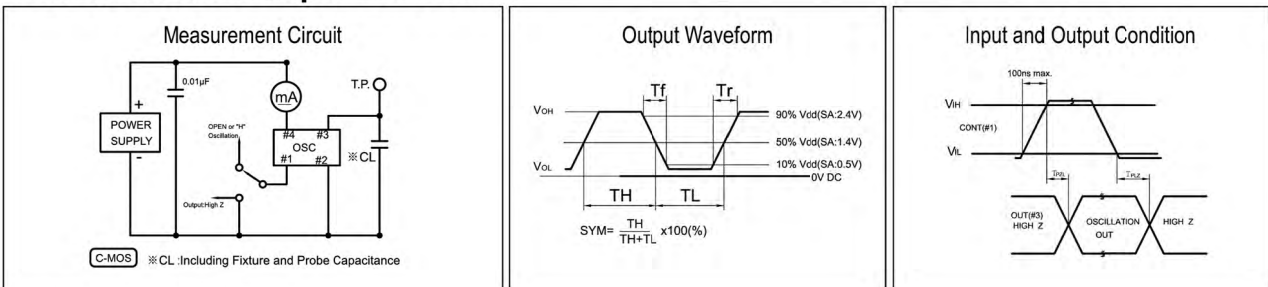 Measurement Circuit
0.01μF
T.P.
mA
+
POWER
SUPPLY
-
OPEN or "H"
Oscillation
#4 #3
OSC
#1 #2
※CL
Output:High Z
C-MOS
※CL :Including Fixture and Probe Capacitance
Output Waveform
Tf Tr
VOH
90% Vdd(SA:2.4V)
50% Vdd(SA:1.4V)
VOL
10% Vdd(SA:0.5V)
0V DC
TH TL
SYM= TH/TH+TL x100(%)
Input and Output Condition
100ns max.
VIH
CONT(#1)
VIL
TPZL TPLZ
OUT(#3)
HIGH Z
OSCILLATION
OUT
HIGH Z